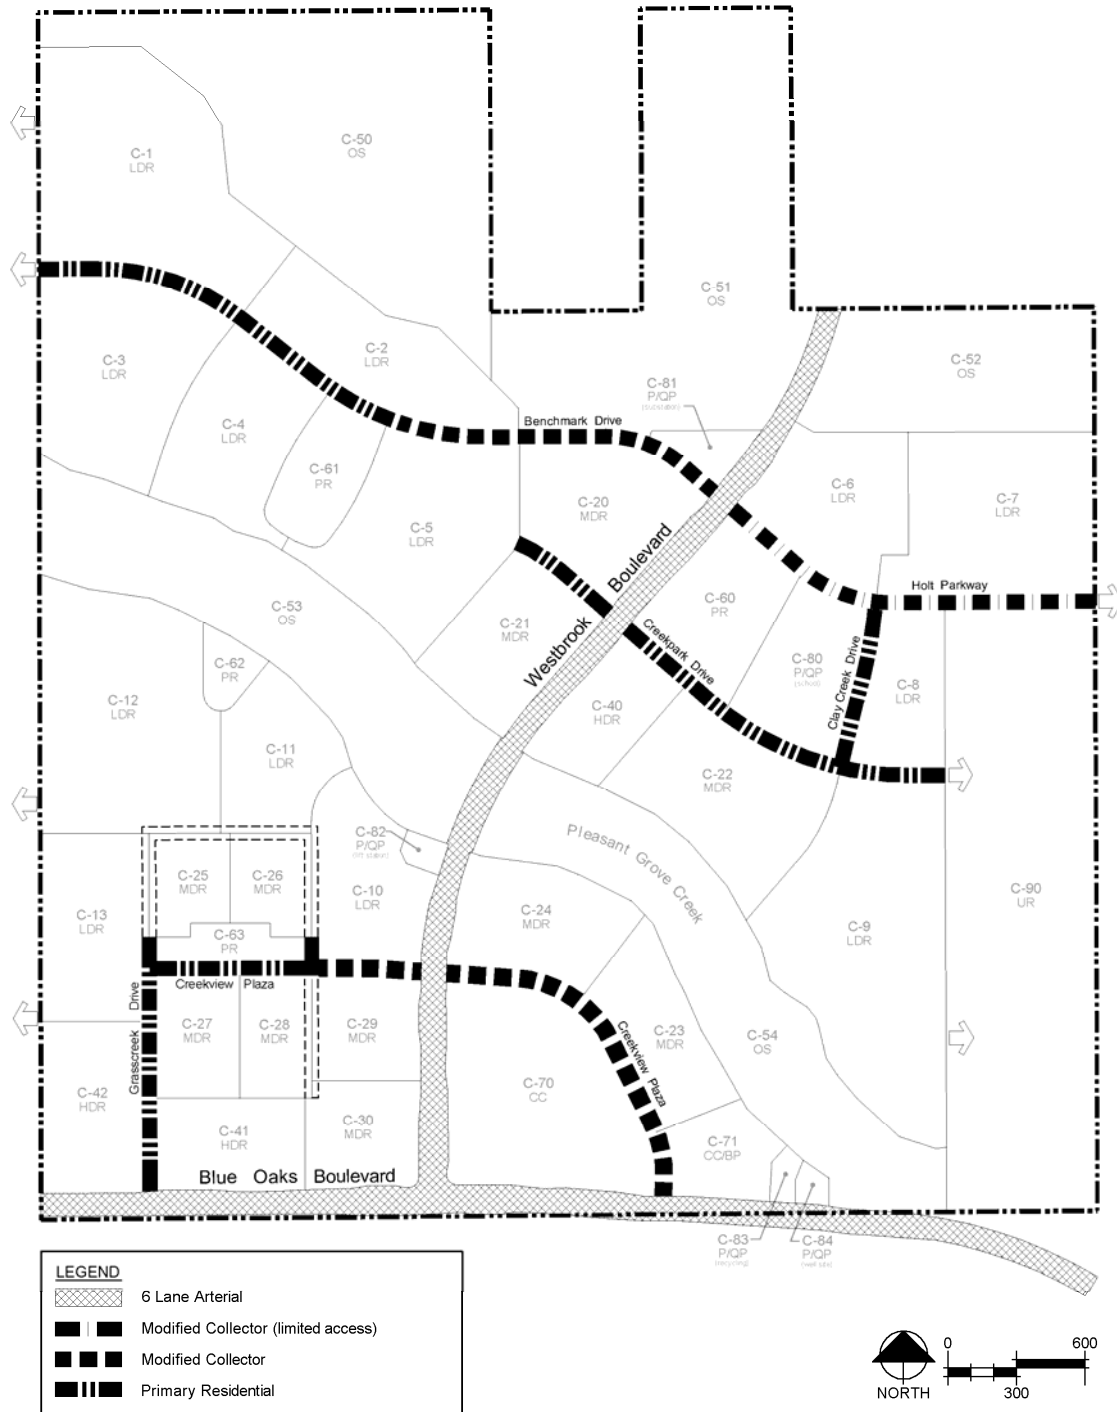 C-50
OS
C-1
LDR
C-51
OS
C-2
LDR
C-3
LDR
C-52
OS
C-81
P/QP
(substation)
Benchmark Drive
C-4
LDR
C-61
PR
C-6
LDR
C-7
LDR
C-20
MDR
C-5
LDR
Westbrook Boulevard
Holt Parkway
C-53
OS
C-21
MDR
C-60
PR
Creekpark Drive
C-80
P/QP
(school)
Clay Creek Drive
C-8
LDR
C-62
PR
C-12
LDR
C-40
HDR
C-11
LDR
C-22
MDR
C-82
P/QP
(lift station)
Pleasant Grove Creek
C-25
MDR
C-26
MDR
C-10
LDR
C-90
UR
C-13
LDR
C-24
MDR
C-63
PR
C-9
LDR
Creekview Plaza
Grasscreek Drive
C-27
MDR
C-28
MDR
C-29
MDR
C-23
MDR
C-54
OS
Creekview Plaza
C-42
HDR
C-70
CC
C-41
HDR
C-30
MDR
C-71
CC/BP
Blue Oaks Boulevard
C-83
P/QP
(recycling)
C-84
P/QP
(well site)
LEGEND
6 Lane Arterial
Modified Collector (limited access)
Modified Collector
Primary Residential
NORTH
0
600
300